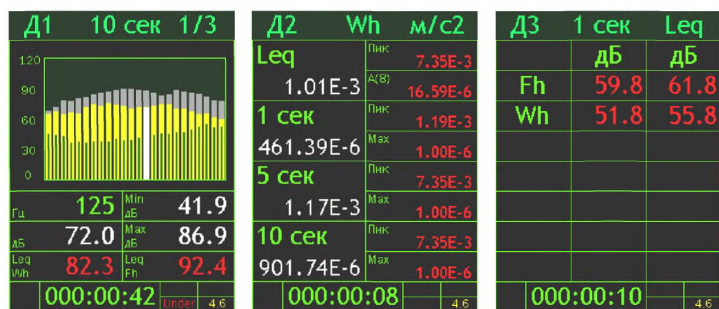 Д1 10 сек 1/3
120
90
60
30
0
Гц 125 Min дБ 41.9
дБ 72.0 Max дБ 86.9
Leq Wh 82.3 Leq Fh 92.4
000:00:42 Under 4.6
Д2 Wh м/с2
Leq Пик 7.35E-3
1.01E-3 A(8) 16.59E-6
1 сек Пик 1.19E-3
461.39E-6 Max 1.00E-6
5 сек Пик 7.35E-3
1.17E-3 Max 1.00E-6
10 сек Пик 7.35E-3
901.74E-6 Max 1.00E-6
000:00:08 4.6
Д3 1 сек Leq
дБ дБ
Fh 59.8 61.8
Wh 51.8 55.8
000:00:10 4.6